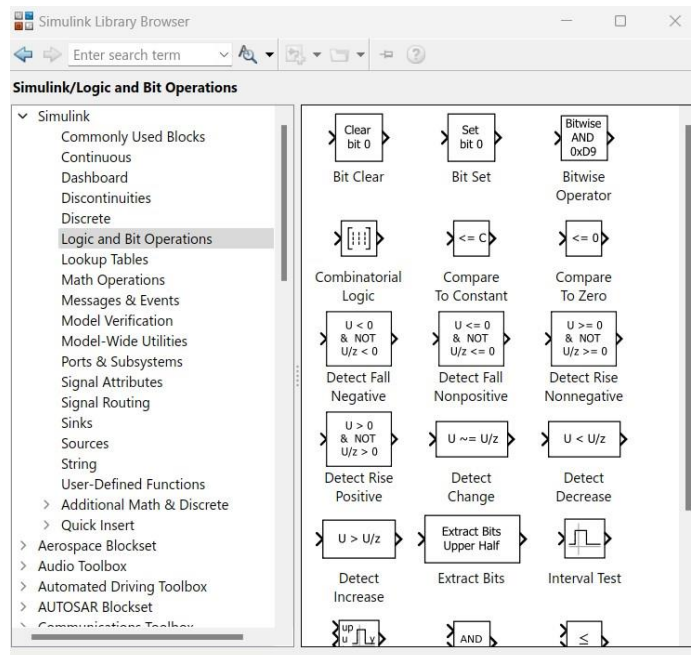 Simulink Library Browser
Enter search term
Simulink/Logic and Bit Operations
Simulink
Commonly Used Blocks
Continuous
Dashboard
Discontinuities
Discrete
Logic and Bit Operations
Lookup Tables
Math Operations
Messages & Events
Model Verification
Model-Wide Utilities
Ports & Subsystems
Signal Attributes
Signal Routing
Sinks
Sources
String
User-Defined Functions
Additional Math & Discrete
Quick Insert
Aerospace Blockset
Audio Toolbox
Automated Driving Toolbox
AUTOSAR Blockset
Communications Toolbox
Clear
bit 0
Bit Clear
Set
bit 0
Bit Set
Bitwise
AND
0xD9
Bitwise
Operator
Combinatorial
Logic
<= C
Compare
To Constant
<= 0
Compare
To Zero
U < 0
& NOT
U/z < 0
Detect Fall
Negative
U <= 0
& NOT
U/z <= 0
Detect Fall
Nonpositive
U >= 0
& NOT
U/z >= 0
Detect Rise
Nonnegative
U > 0
& NOT
U/z > 0
Detect Rise
Positive
U ~= U/z
Detect
Change
U < U/z
Detect
Decrease
U > U/z
Detect
Increase
Extract Bits
Upper Half
Extract Bits
Interval Test
up
u y
AND
≤